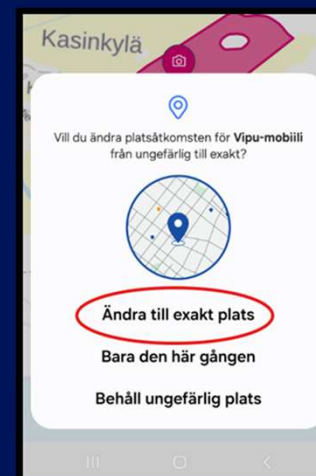 Kasinkylä
Vill du ändra platsåtkomsten för Vipu-mobiili
från ungefärlig till exakt?
Ändra till exakt plats
Bara den här gången
Behåll ungefärlig plats